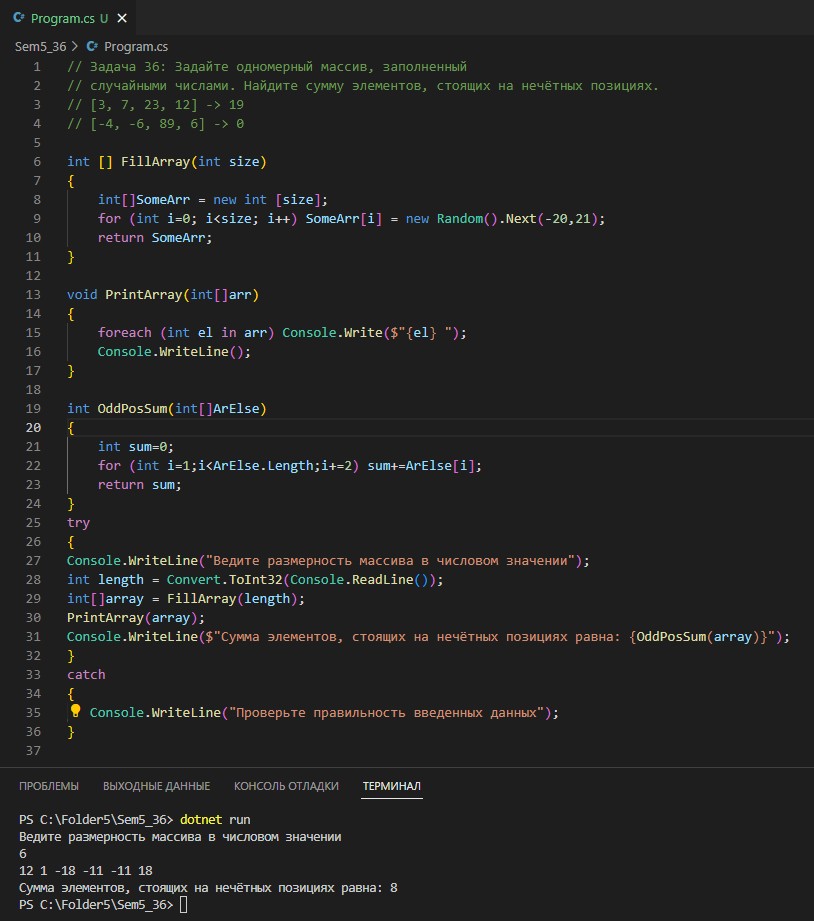 Program.cs U
Sem5_36 > Program.cs
1 // Задача 36: Задайте одномерный массив, заполненный
2 // случайными числами. Найдите сумму элементов, стоящих на нечётных позициях.
3 // [3, 7, 23, 12] -> 19
4 // [-4, -6, 89, 6] -> 0
5
6 int [] FillArray(int size)
7 {
8     int[]SomeArr = new int [size];
9     for (int i=0; i<size; i++) SomeArr[i] = new Random().Next(-20,21);
10     return SomeArr;
11 }
12
13 void PrintArray(int[]arr)
14 {
15     foreach (int el in arr) Console.Write($"{el} ");
16     Console.WriteLine();
17 }
18
19 int OddPosSum(int[]ArElse)
20 {
21     int sum=0;
22     for (int i=1;i<ArElse.Length;i+=2) sum+=ArElse[i];
23     return sum;
24 }
25 try
26 {
27 Console.WriteLine("Ведите размерность массива в числовом значении");
28 int length = Convert.ToInt32(Console.ReadLine());
29 int[]array = FillArray(length);
30 PrintArray(array);
31 Console.WriteLine($"Сумма элементов, стоящих на нечётных позициях равна: {OddPosSum(array)}");
32 }
33 catch
34 {
35    Console.WriteLine("Проверьте правильность введенных данных");
36 }
37
ПРОБЛЕМЫ ВЫХОДНЫЕ ДАННЫЕ КОНСОЛЬ ОТЛАДКИ ТЕРМИНАЛ
PS C:\Folder5\Sem5_36> dotnet run
Ведите размерность массива в числовом значении
6
12 1 -18 -11 -11 18
Сумма элементов, стоящих на нечётных позициях равна: 8
PS C:\Folder5\Sem5_36>